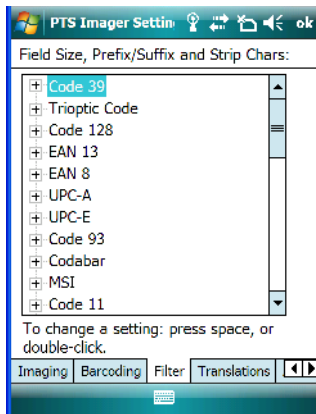 PTS Imager Settin
ok
Field Size, Prefix/Suffix and Strip Chars:
Code 39
Trioptic Code
Code 128
EAN 13
EAN 8
UPC-A
UPC-E
Code 93
Codabar
MSI
Code 11
To change a setting: press space, or
double-click.
Imaging Barcoding Filter Translations